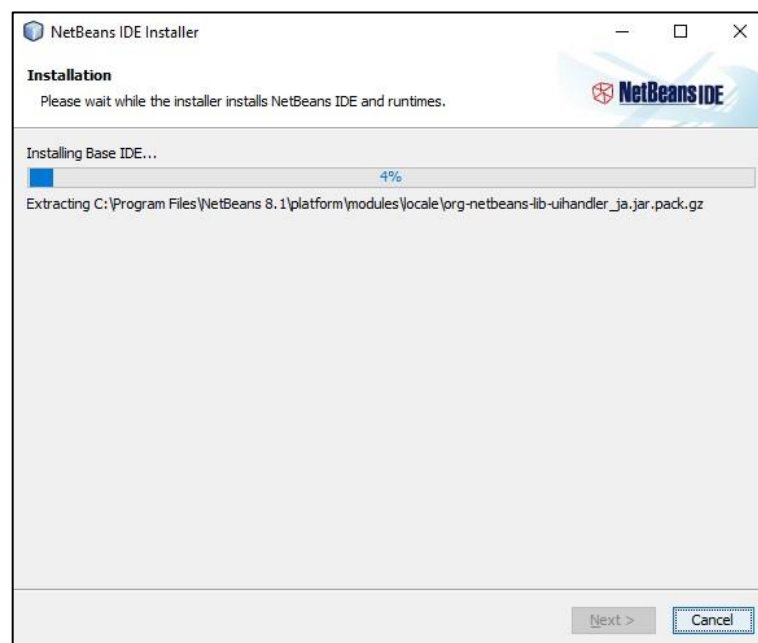 NetBeans IDE Installer
Installation
Please wait while the installer installs NetBeans IDE and runtimes.
NetBeans IDE
Installing Base IDE...
4%
Extracting C:\Program Files\NetBeans 8.1\platform\modules\locale\org-netbeans-lib-uihandler_ja.jar.pack.gz
Next >
Cancel